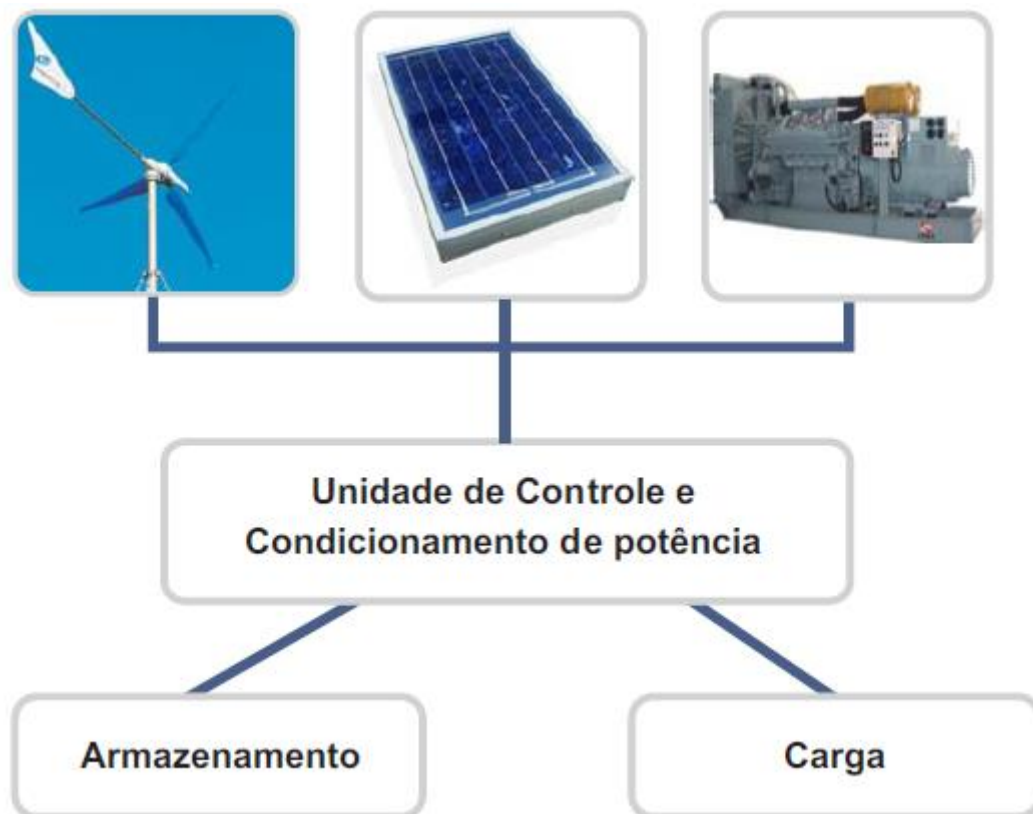 Unidade de Controle e
Condicionamento de potência
Armazenamento
Carga